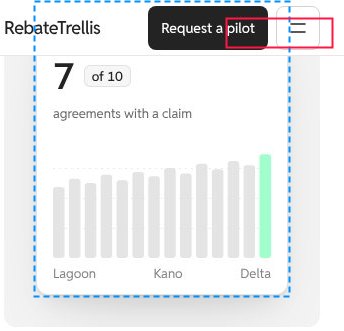 RebateTrellis
Request a pilot
7 of 10
agreements with a claim
Lagoon Kano Delta